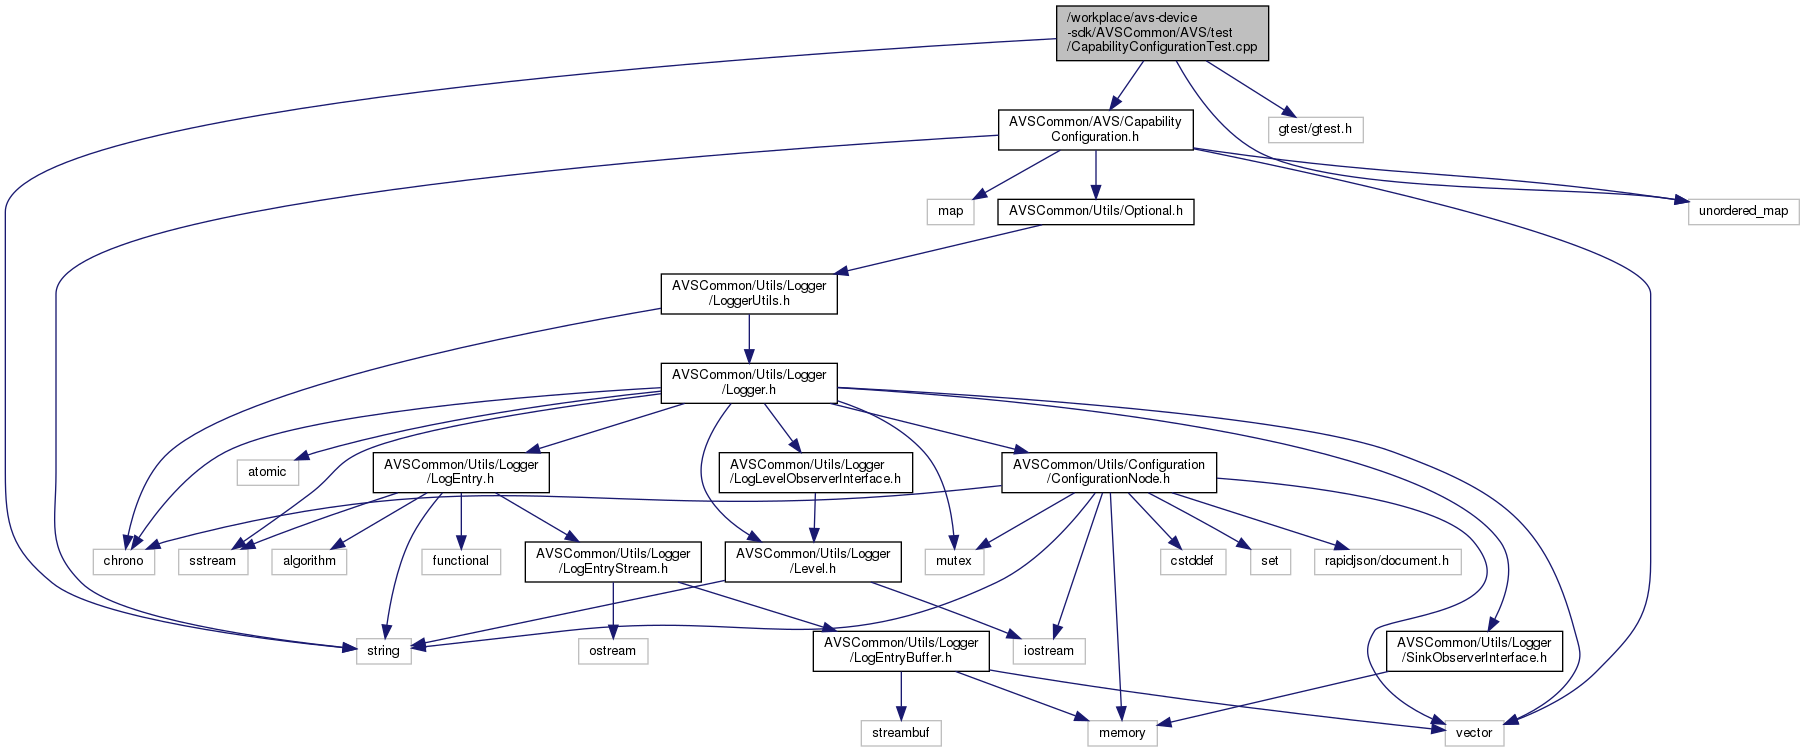 /workplace/avs-device
-sdk/AVSCommon/AVS/test
/CapabilityConfigurationTest.cpp
AVSCommon/AVS/Capability
Configuration.h
gtest/gtest.h
map
AVSCommon/Utils/Optional.h
unordered_map
AVSCommon/Utils/Logger
/LoggerUtils.h
AVSCommon/Utils/Logger
/Logger.h
atomic
AVSCommon/Utils/Logger
/LogEntry.h
AVSCommon/Utils/Logger
/LogLevelObserverInterface.h
AVSCommon/Utils/Configuration
/ConfigurationNode.h
chrono
sstream
algorithm
functional
AVSCommon/Utils/Logger
/LogEntryStream.h
AVSCommon/Utils/Logger
/Level.h
mutex
cstddef
set
rapidjson/document.h
string
ostream
AVSCommon/Utils/Logger
/LogEntryBuffer.h
iostream
AVSCommon/Utils/Logger
/SinkObserverInterface.h
streambuf
memory
vector